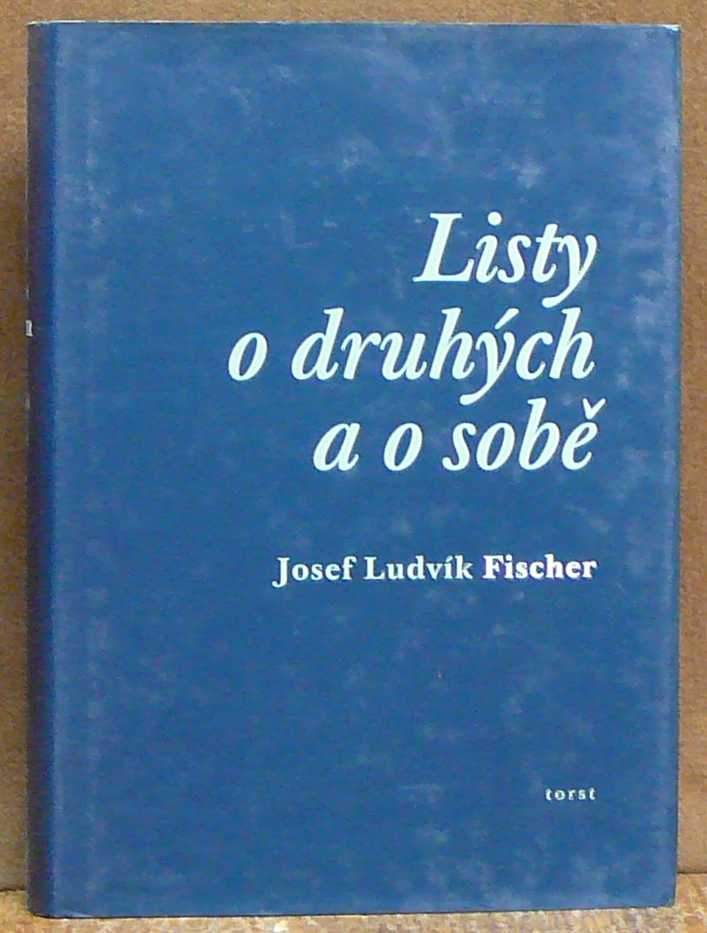 Listy
o druhých
a o sobě
Josef Ludvík Fischer
torst